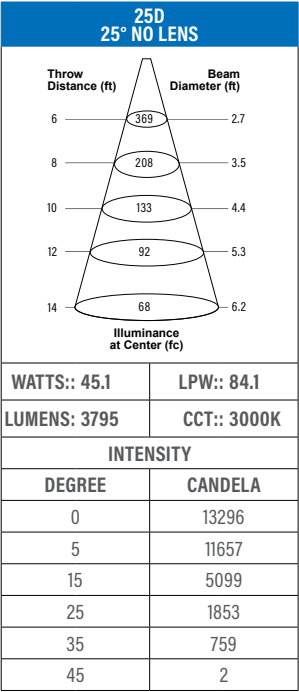 25D
25° NO LENS
Throw Distance (ft)
Beam Diameter (ft)
6 369 2.7
8 208 3.5
10 133 4.4
12 92 5.3
14 68 6.2
Illuminance
at Center (fc)
WATTS:: 45.1 LPW:: 84.1
LUMENS: 3795 CCT:: 3000K
INTENSITY
DEGREE CANDELA
0 13296
5 11657
15 5099
25 1853
35 759
45 2